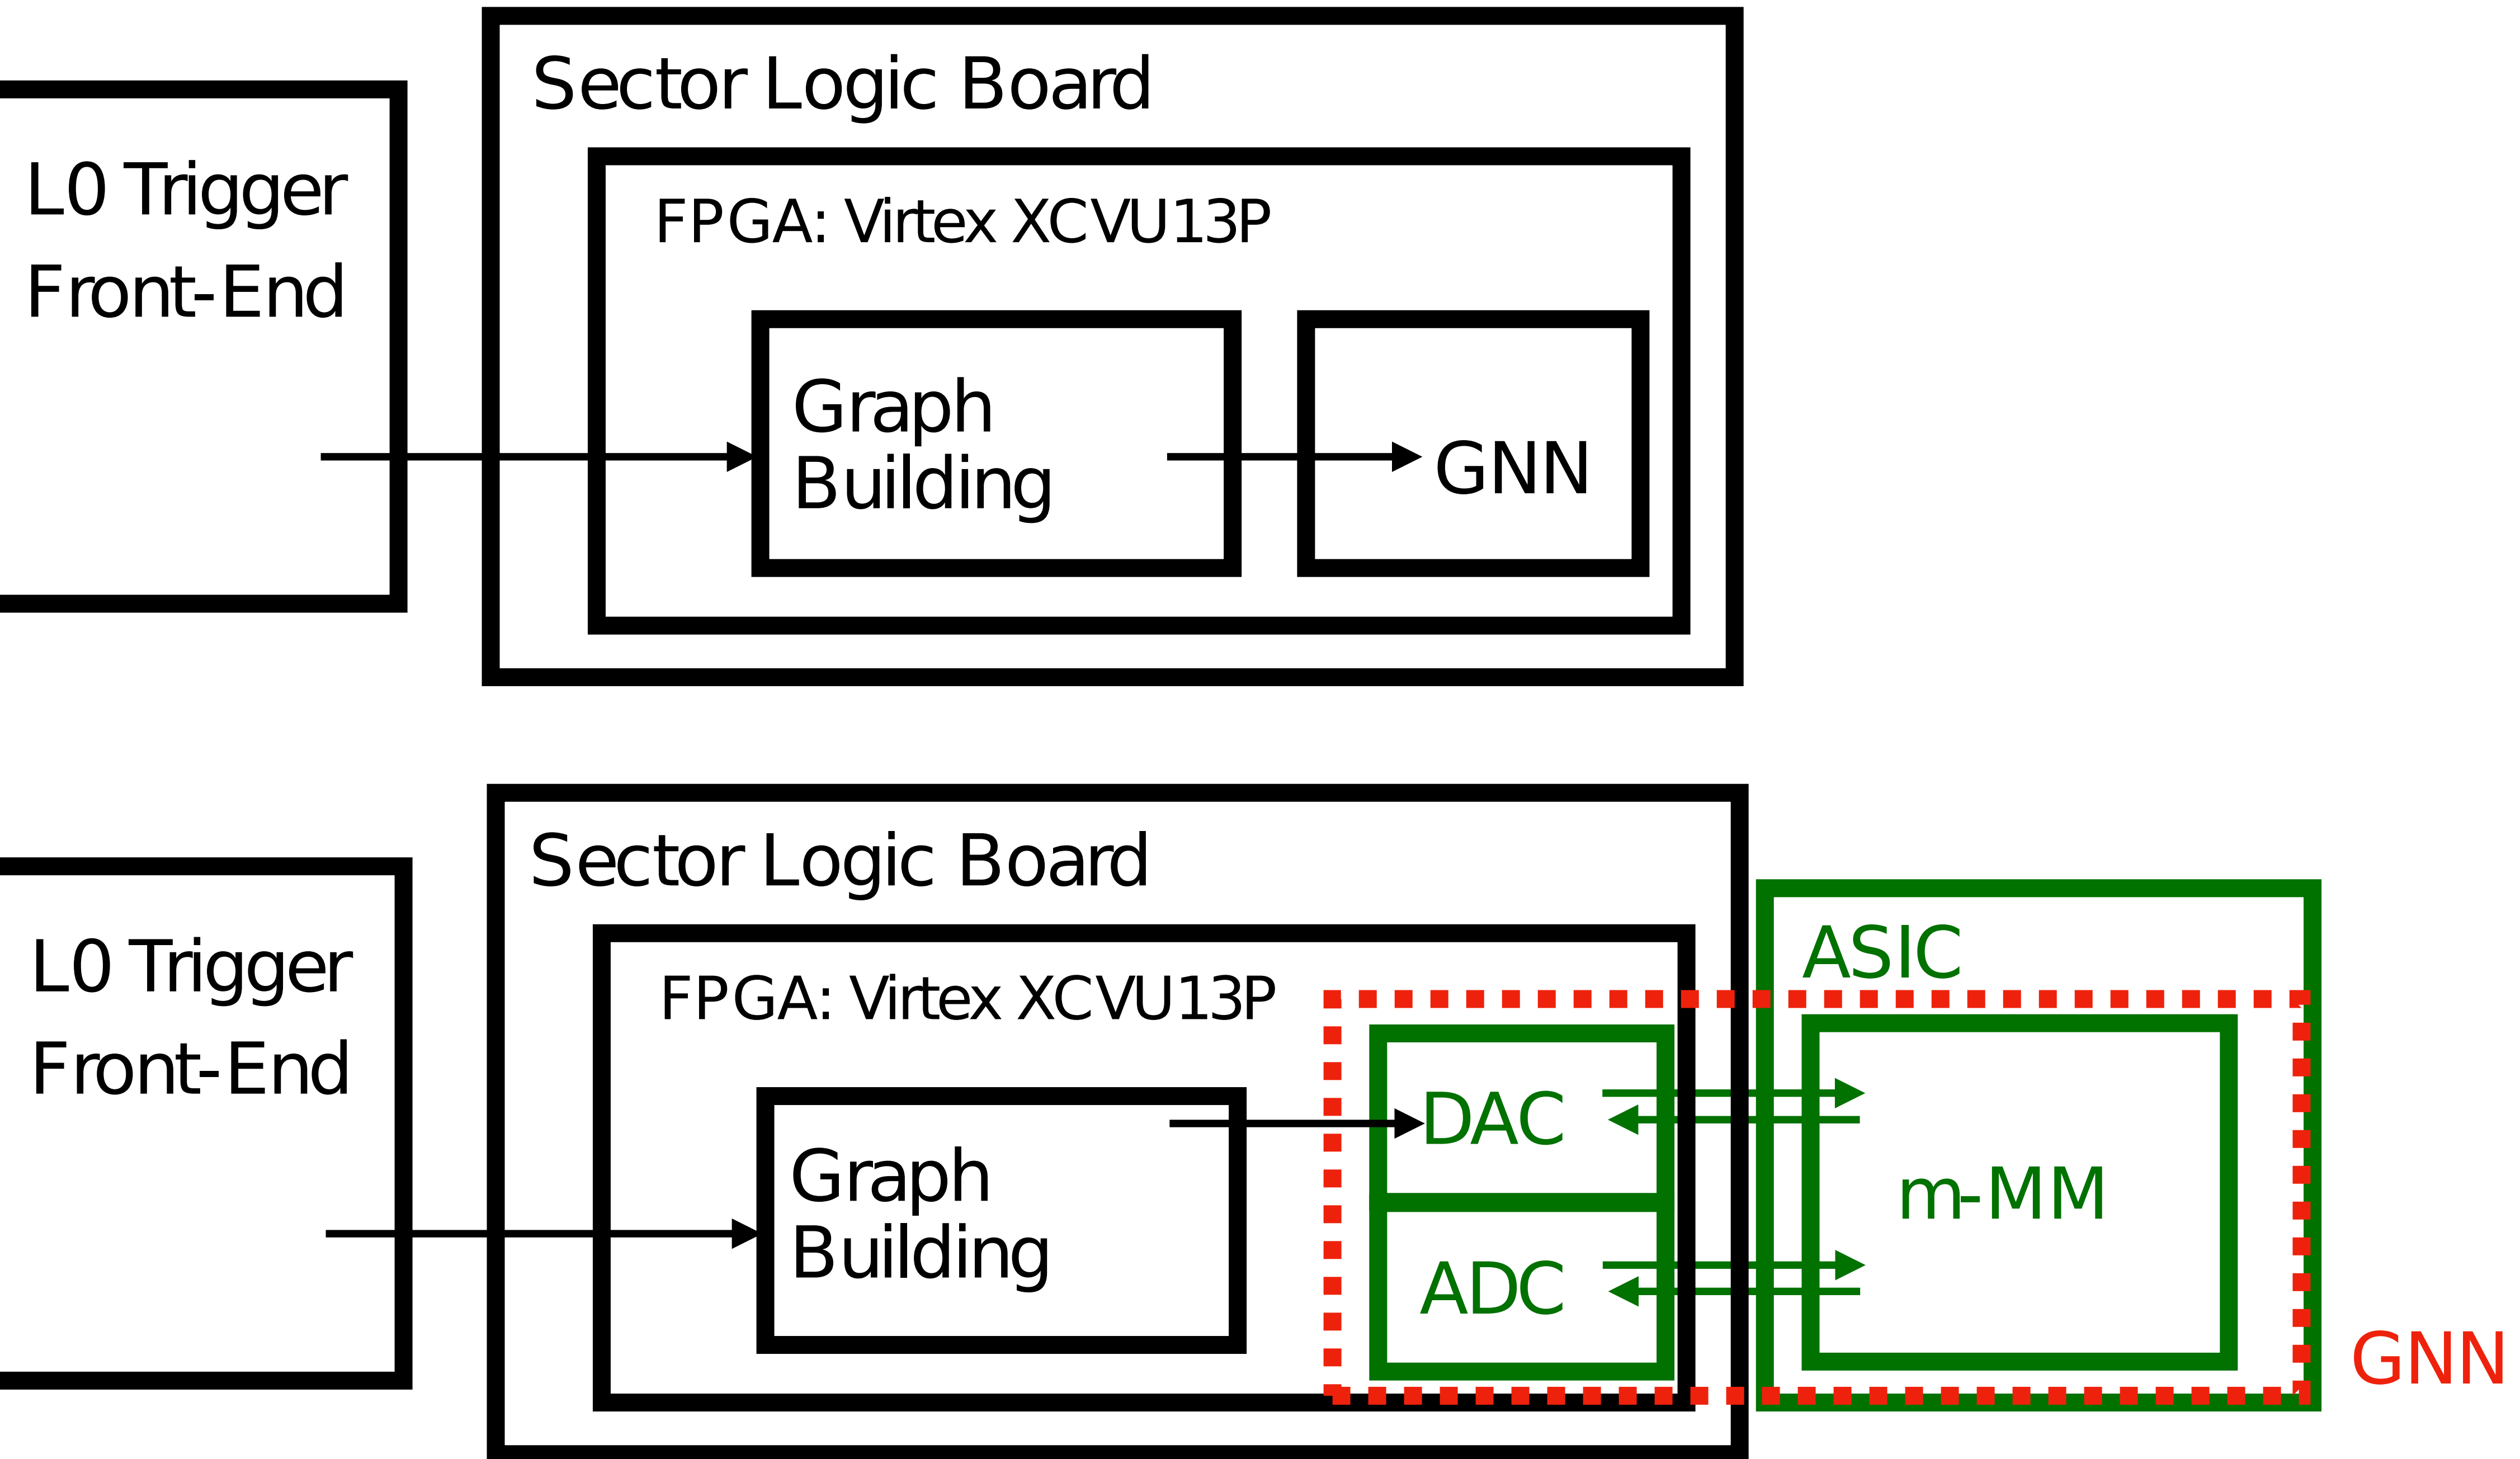 Sector Logic Board
L0 Trigger
Front-End
FPGA: Virtex XCVU13P
Graph
Building
GNN
Sector Logic Board
L0 Trigger
Front-End
FPGA: Virtex XCVU13P
Graph
Building
DAC
ADC
ASIC
m-MM
GNN